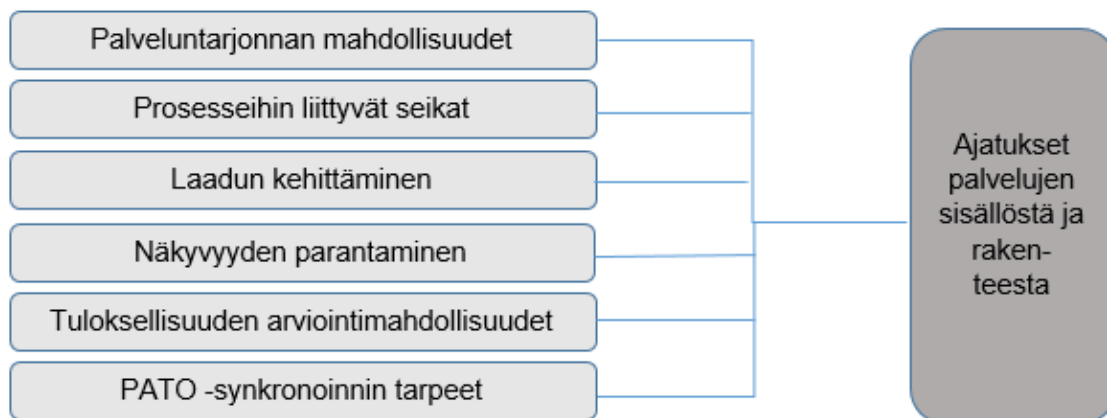 Palveluntarjonnan mahdollisuudet
Prosesseihin liittyvät seikat
Laadun kehittäminen
Näkyvyyden parantaminen
Tuloksellisuuden arviointimahdollisuudet
PATO -synkronoinnin tarpeet
Ajatukset
palvelujen
sisällöstä ja
raken-
teesta